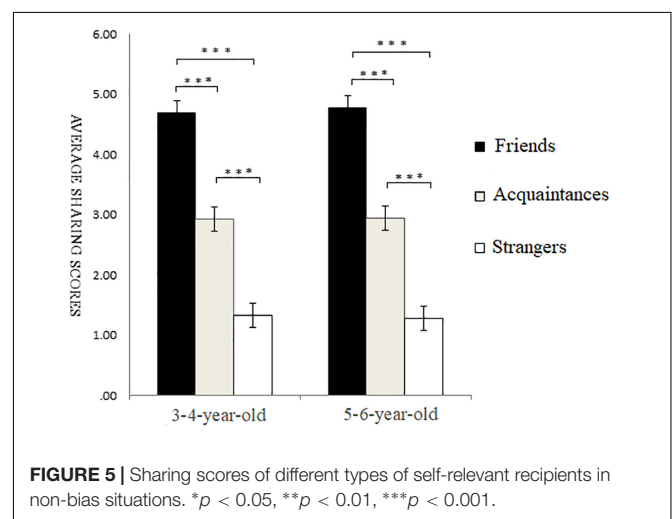 6.00
5.00
4.00
3.00
2.00
1.00
.00
AVERAGE SHARING SCORES
* * *
* * *
* * *
* * *
* * *
* * *
3-4-year-old
5-6-year-old
Friends
Acquaintances
Strangers
FIGURE 5 | Sharing scores of different types of self-relevant recipients in
non-bias situations. *p < 0.05, **p < 0.01, ***p < 0.001.